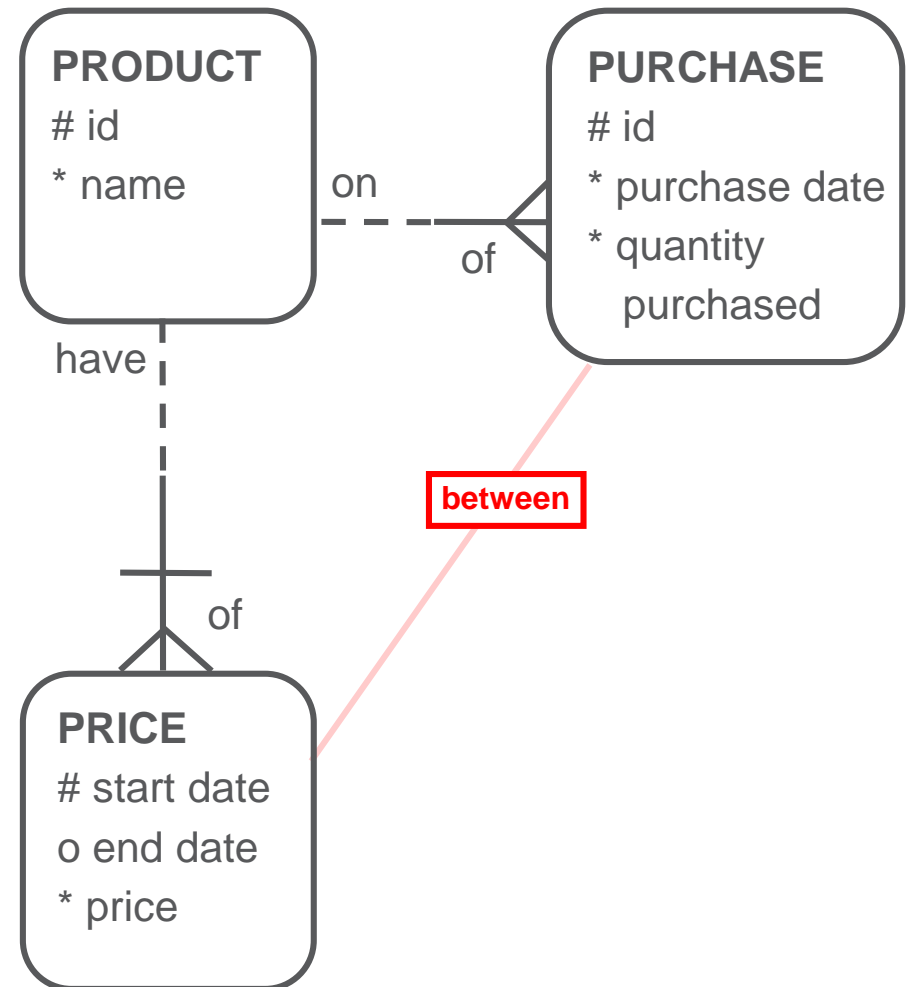 PRODUCT
# id
* name
on
of
PURCHASE
# id
* purchase date
* quantity
purchased
have
between
of
PRICE
# start date
o end date
* price